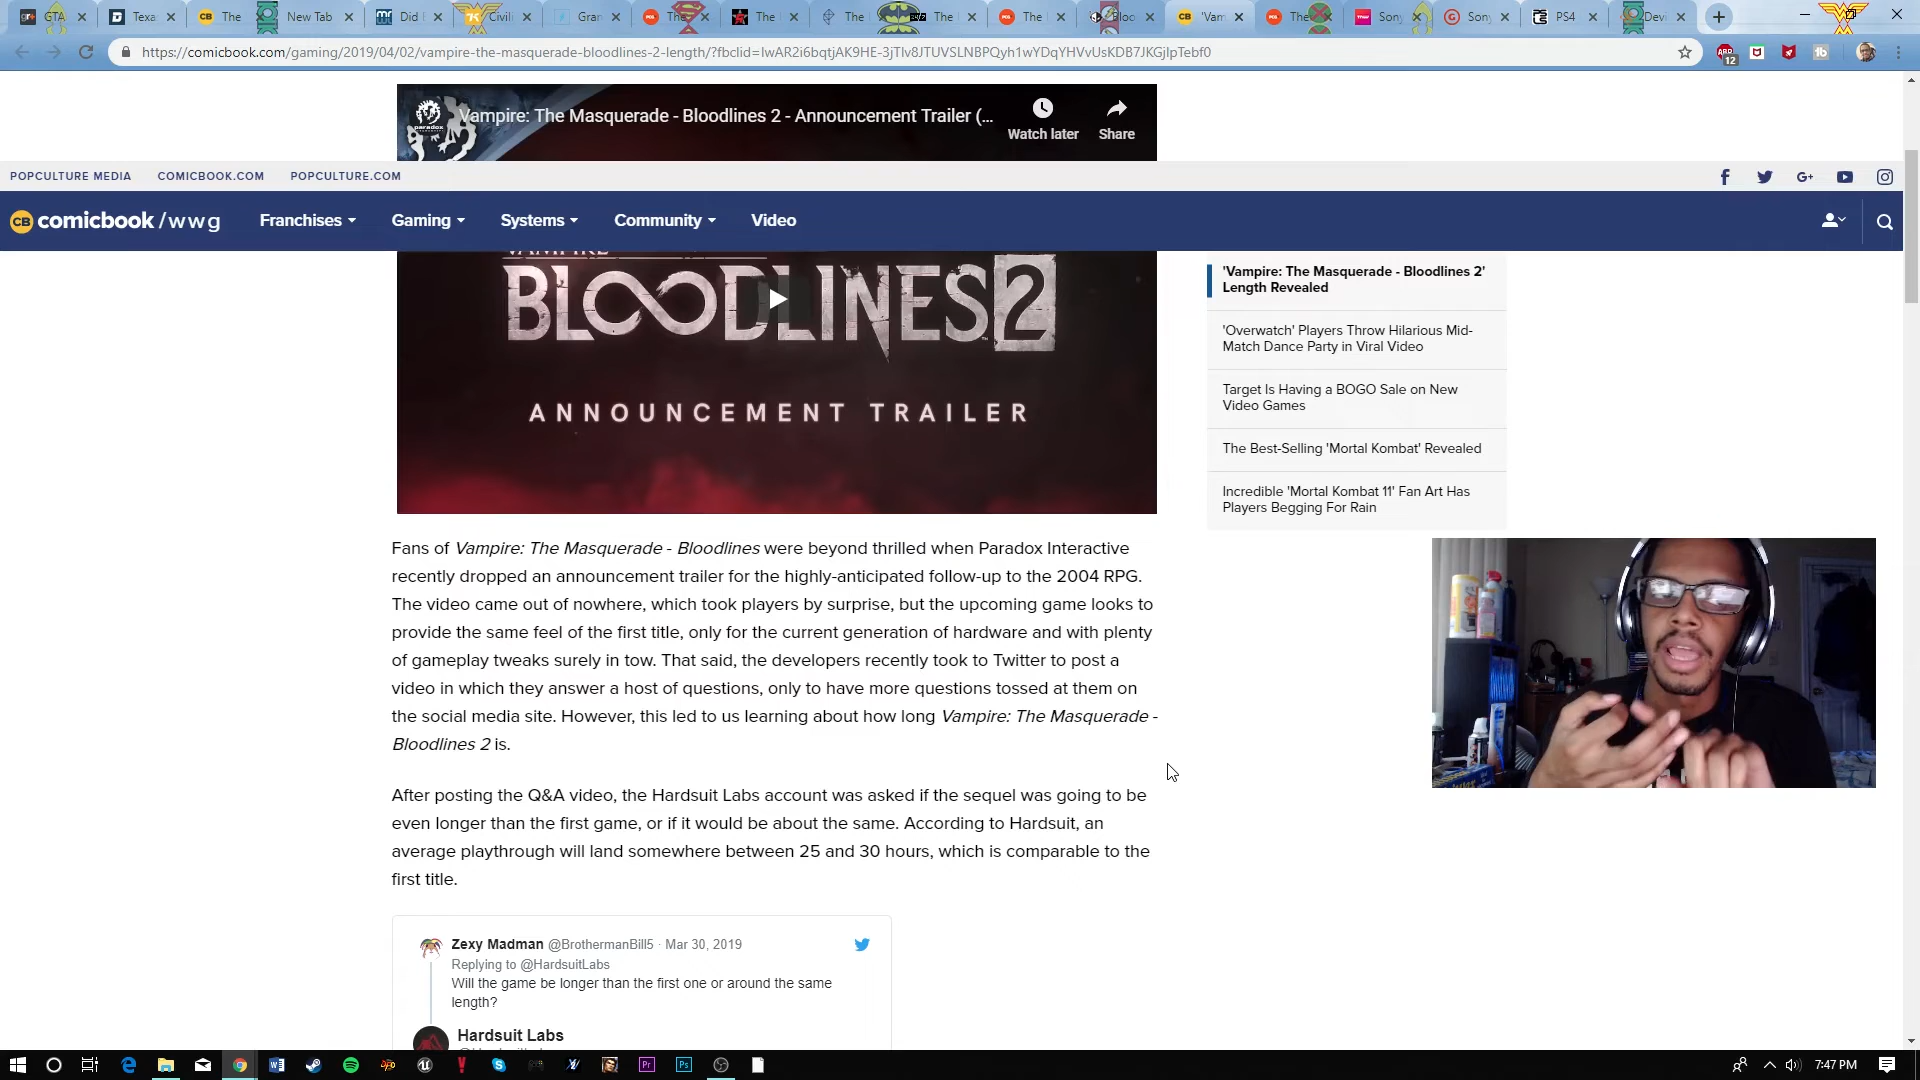 GTA
Texa
The
New Tab
Did
Civili
Gran
The
The
The
The
The
Bloo
'Vam
The
Sony
Sony
PS4
Devi
https://comicbook.com/gaming/2019/04/02/vampire-the-masquerade-bloodlines-2-length/?fbclid=IwAR2i6bqtjAK9HE-3jTlv8JTUVSLNBPQyh1wYDqYHVvUsKDB7JKGjlpTebf0
12
Vampire: The Masquerade - Bloodlines 2 - Announcement Trailer (...
Watch later
Share
POPCULTURE MEDIA
COMICBOOK.COM
POPCULTURE.COM
CB comicbook /wwg
Franchises
Gaming
Systems
Community
Video
VAMPIRE
BLOODLINES 2
ANNOUNCEMENT TRAILER
'Vampire: The Masquerade - Bloodlines 2'
Length Revealed
'Overwatch' Players Throw Hilarious Mid-
Match Dance Party in Viral Video
Target Is Having a BOGO Sale on New
Video Games
The Best-Selling 'Mortal Kombat' Revealed
Incredible 'Mortal Kombat 11' Fan Art Has
Players Begging For Rain
Fans of Vampire: The Masquerade - Bloodlines were beyond thrilled when Paradox Interactive
recently dropped an announcement trailer for the highly-anticipated follow-up to the 2004 RPG.
The video came out of nowhere, which took players by surprise, but the upcoming game looks to
provide the same feel of the first title, only for the current generation of hardware and with plenty
of gameplay tweaks surely in tow. That said, the developers recently took to Twitter to post a
video in which they answer a host of questions, only to have more questions tossed at them on
the social media site. However, this led to us learning about how long Vampire: The Masquerade -
Bloodlines 2 is.
After posting the Q&A video, the Hardsuit Labs account was asked if the sequel was going to be
even longer than the first game, or if it would be about the same. According to Hardsuit, an
average playthrough will land somewhere between 25 and 30 hours, which is comparable to the
first title.
Zexy Madman @BrothermanBill5 · Mar 30, 2019
Replying to @HardsuitLabs
Will the game be longer than the first one or around the same
length?
Hardsuit Labs
7:47 PM